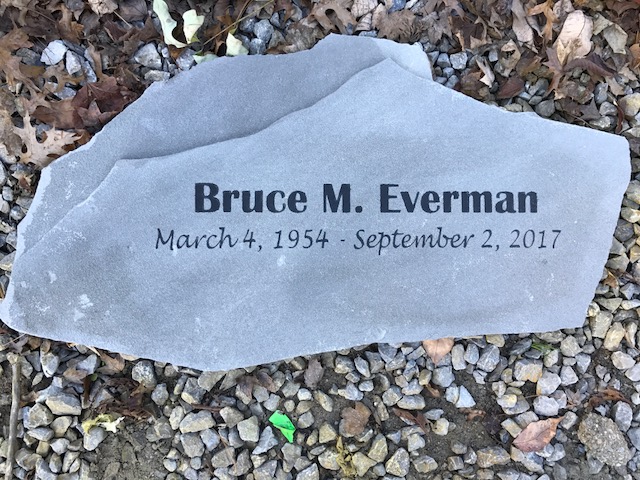 Bruce M. Everman
March 4, 1954 - September 2, 2017